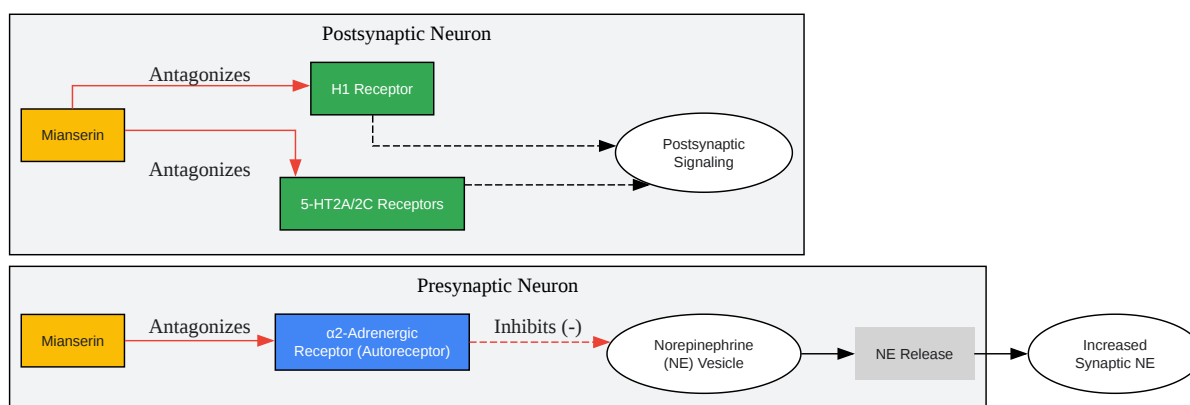 Postsynaptic Neuron
Antagonizes
H1 Receptor
Mianserin
Postsynaptic
Signaling
Antagonizes
5-HT2A/2C Receptors
Presynaptic Neuron
Mianserin
Antagonizes
α2-Adrenergic
Receptor (Autoreceptor)
Inhibits (-)
Norepinephrine
(NE) Vesicle
NE Release
Increased
Synaptic NE